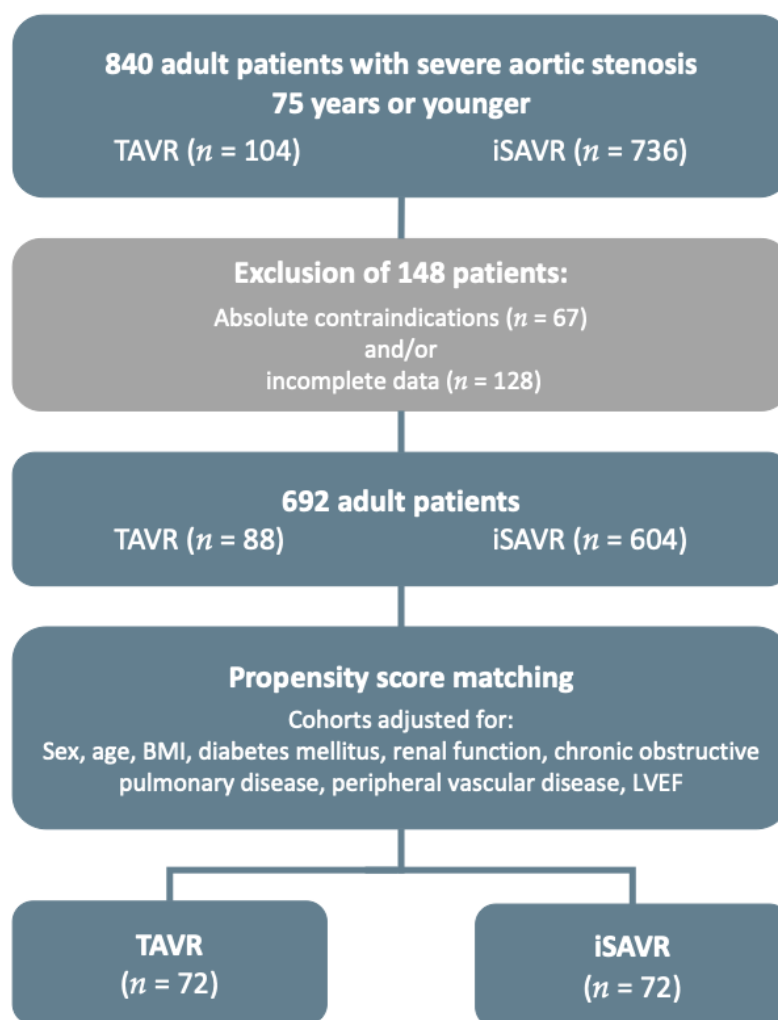 840 adult patients with severe aortic stenosis
75 years or younger
TAVR (n = 104) iSAVR (n = 736)
Exclusion of 148 patients:
Absolute contraindications (n = 67)
and/or
incomplete data (n = 128)
692 adult patients
TAVR (n = 88) iSAVR (n = 604)
Propensity score matching
Cohorts adjusted for:
Sex, age, BMI, diabetes mellitus, renal function, chronic obstructive
pulmonary disease, peripheral vascular disease, LVEF
TAVR
(n = 72)
iSAVR
(n = 72)